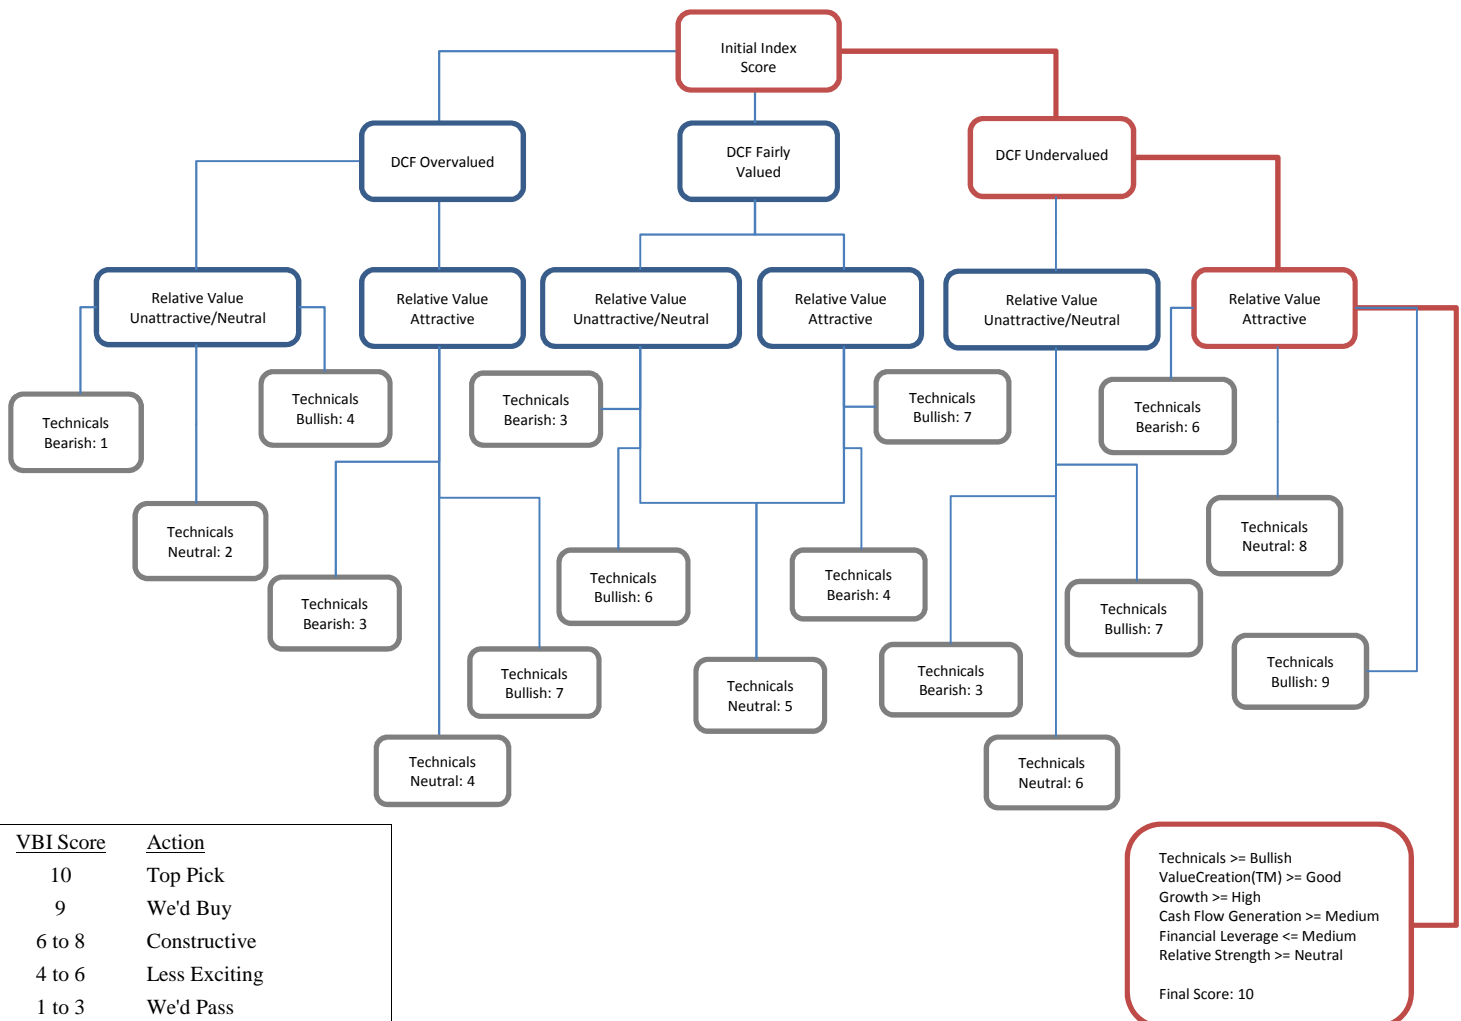 Initial Index
Score
DCF Overvalued
DCF Fairly
Valued
DCF Undervalued
Relative Value
Unattractive/Neutral
Relative Value
Attractive
Relative Value
Unattractive/Neutral
Relative Value
Attractive
Relative Value
Unattractive/Neutral
Relative Value
Attractive
Technicals
Bearish: 1
Technicals
Bullish: 4
Technicals
Bearish: 3
Technicals
Bullish: 7
Technicals
Bearish: 6
Technicals
Neutral: 2
Technicals
Neutral: 8
Technicals
Bearish: 3
Technicals
Bullish: 6
Technicals
Bearish: 4
Technicals
Bullish: 7
Technicals
Bullish: 7
Technicals
Neutral: 5
Technicals
Bearish: 3
Technicals
Bullish: 9
Technicals
Neutral: 4
Technicals
Neutral: 6
VBI Score Action
10 Top Pick
9 We'd Buy
6 to 8 Constructive
4 to 6 Less Exciting
1 to 3 We'd Pass
Technicals >= Bullish
ValueCreation(TM) >= Good
Growth >= High
Cash Flow Generation >= Medium
Financial Leverage <= Medium
Relative Strength >= Neutral
Final Score: 10